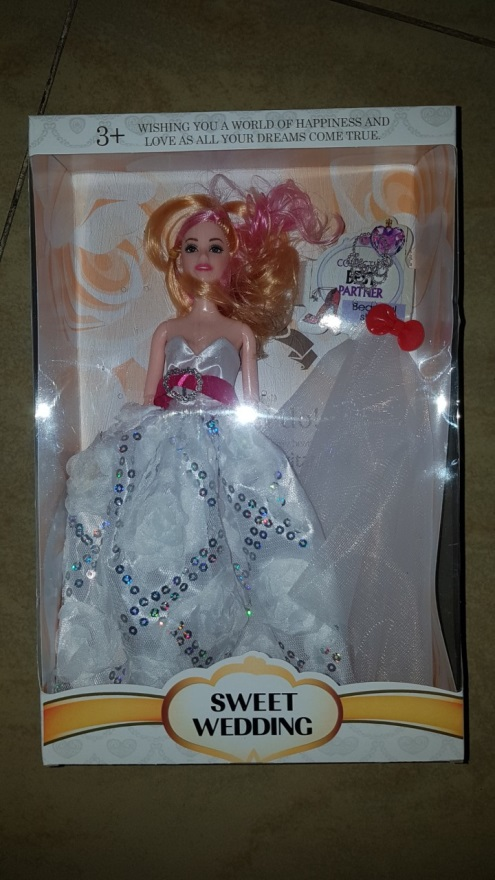 3+
WISHING YOU A WORLD OF HAPPINESS AND
LOVE AS ALL YOUR DREAMS COME TRUE.
BEST
PARTNER
SWEET
WEDDING